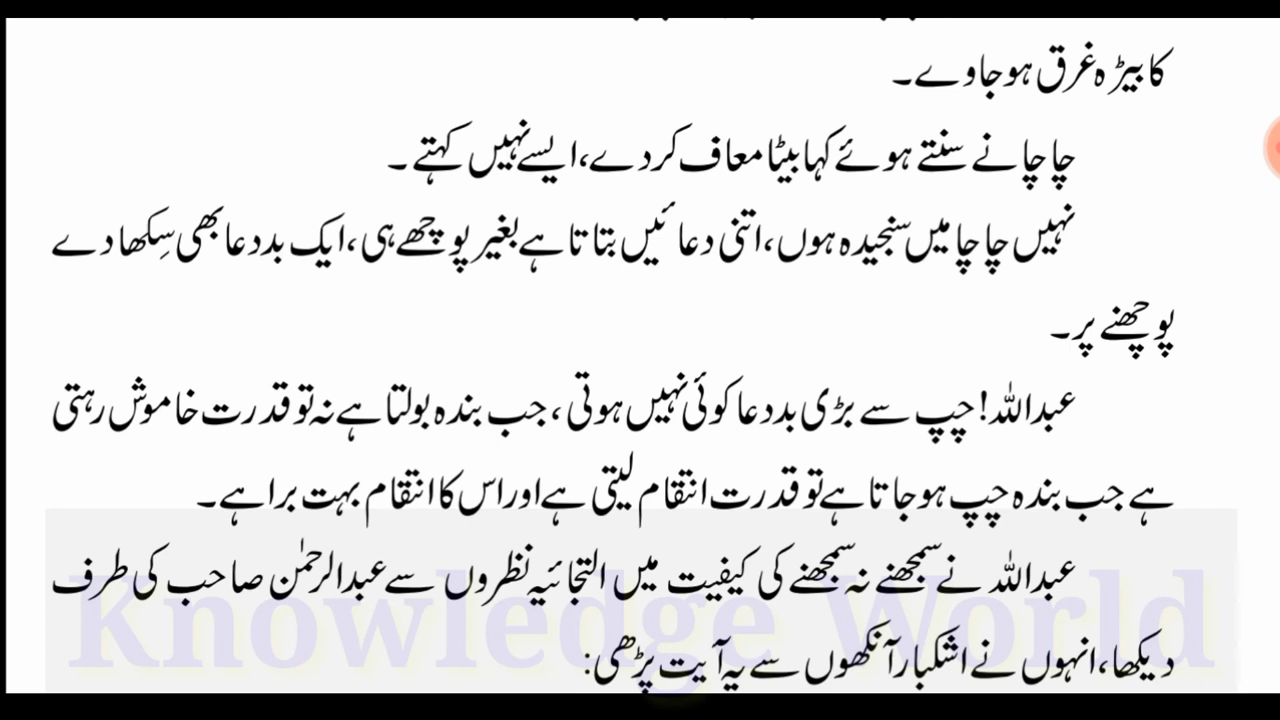 کا بیڑہ غرق ہو جاوے۔
چاچا نے سنتے ہوئے کہا بیٹا معاف کر دے، ایسے نہیں کہتے۔
نہیں چاچا میں سنجیدہ ہوں، اتنی دعائیں بتاتا ہے بغیر پوچھے ہی، ایک بددعا بھی سِکھا دے
پوچھنے پر۔
عبداللہ! چپ سے بڑی بددعا کوئی نہیں ہوتی، جب بندہ بولتا ہے نہ تو قدرت خاموش رہتی
ہے جب بندہ چپ ہو جاتا ہے تو قدرت انتقام لیتی ہے اور اس کا انتقام بہت برا ہے۔
عبداللہ نے سمجھنے نہ سمجھنے کی کیفیت میں التجائیہ نظروں سے عبدالرحمٰن صاحب کی طرف
دیکھا، انہوں نے اشکبار آنکھوں سے یہ آیت پڑھی:
Knowledge World